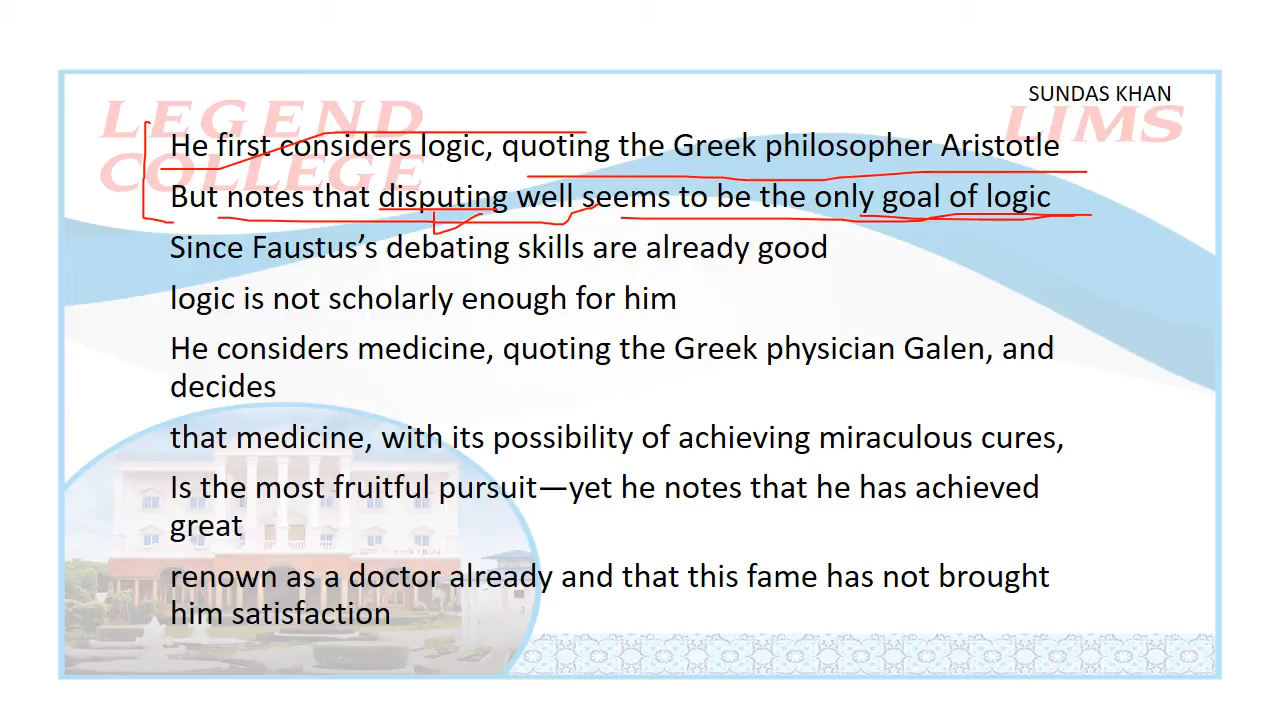 SUNDAS KHAN
LEGEND
COLLEGE
LIMS
He first considers logic, quoting the Greek philosopher Aristotle
But notes that disputing well seems to be the only goal of logic
Since Faustus’s debating skills are already good
logic is not scholarly enough for him
He considers medicine, quoting the Greek physician Galen, and
decides
that medicine, with its possibility of achieving miraculous cures,
Is the most fruitful pursuit—yet he notes that he has achieved
great
renown as a doctor already and that this fame has not brought
him satisfaction